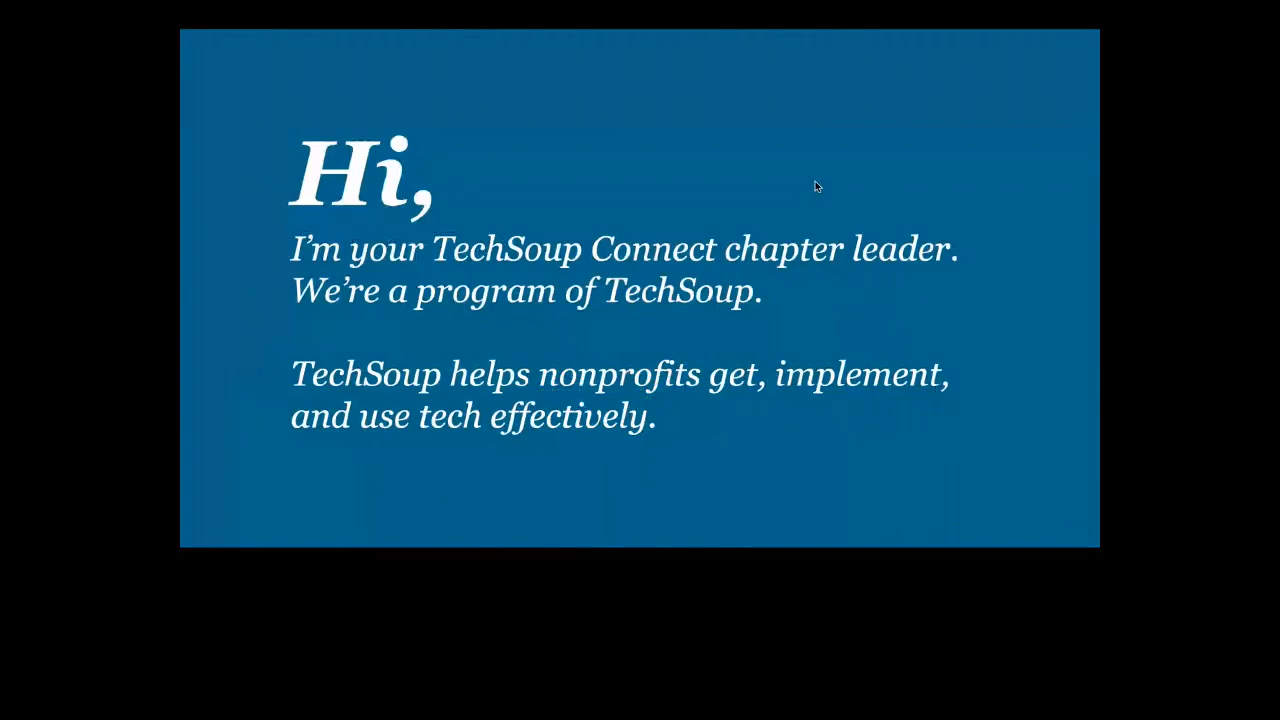 Hi,
I’m your TechSoup Connect chapter leader.
We’re a program of TechSoup.
TechSoup helps nonprofits get, implement,
and use tech effectively.